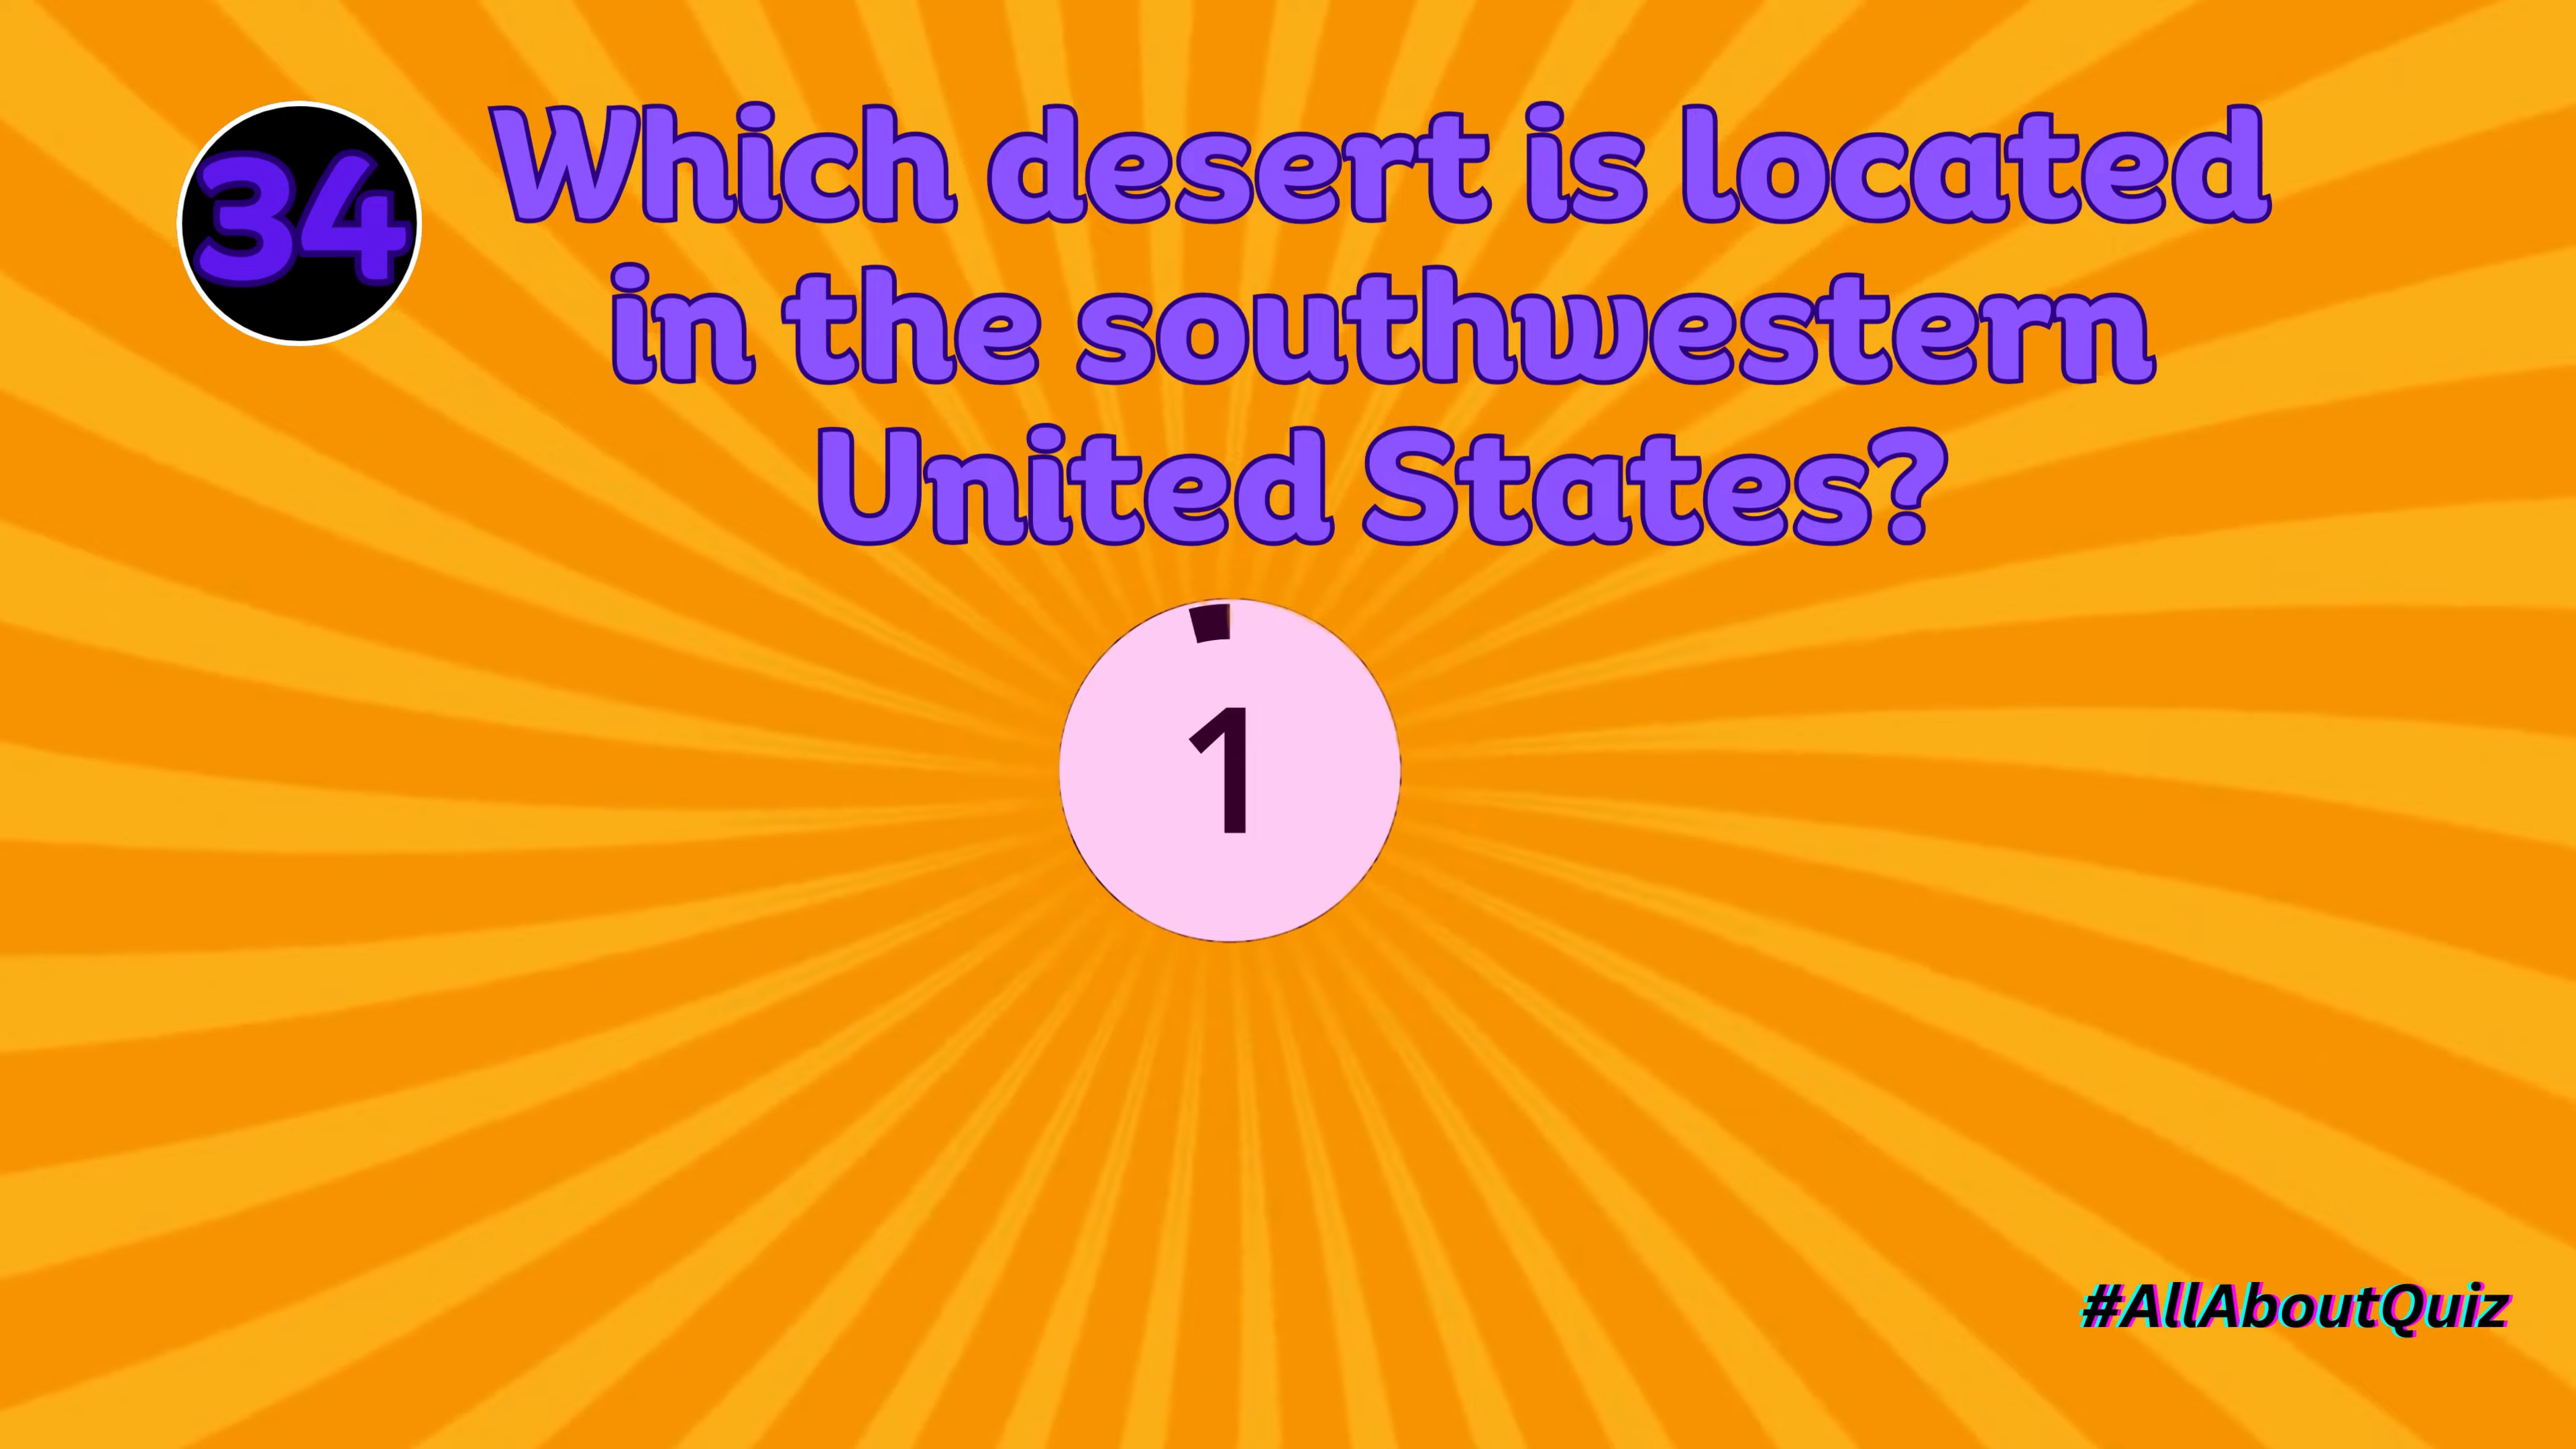 34
Which desert is located
in the southwestern
United States?
1
#AllAboutQuiz